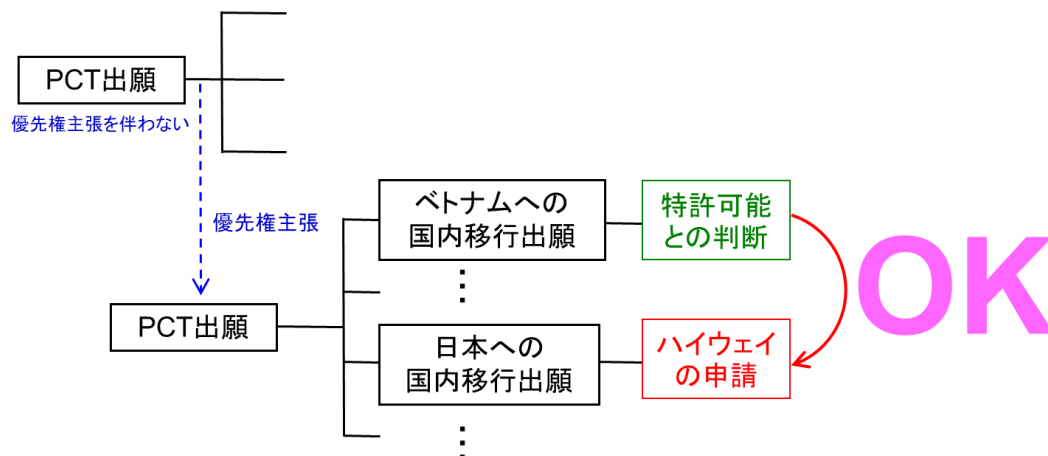 PCT出願
優先権主張を伴わない
優先権主張
PCT出願
ベトナムへの
国内移行出願
特許可能
との判断
日本への
国内移行出願
ハイウェイ
の申請
OK